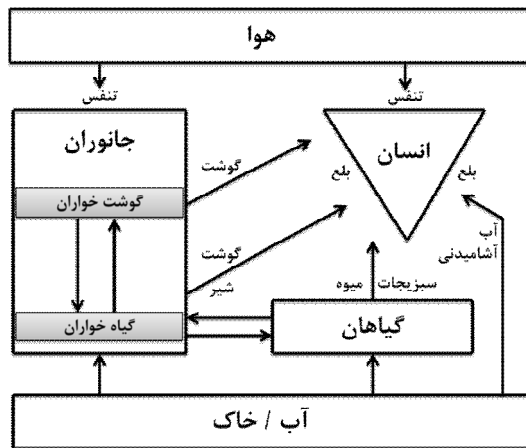 هوا
تنفس
تنفس
جانوران
انسان
گوشت
بلع
بلع
گوشت خواران
آب
آشامیدنی
گوشت
شیر
سبزیجات
میوه
گیاه خواران
گیاهان
آب / خاک